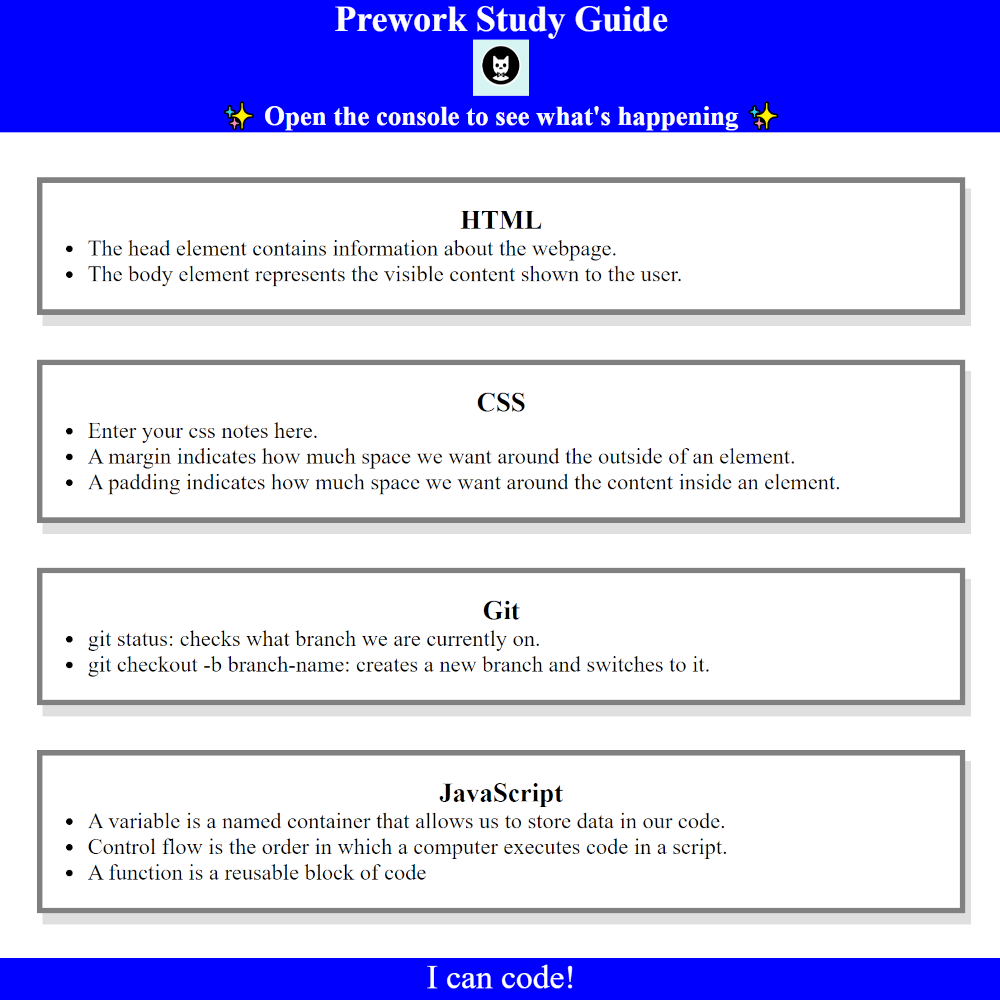 Prework Study Guide
✨ Open the console to see what's happening ✨
HTML
• The head element contains information about the webpage.
• The body element represents the visible content shown to the user.
CSS
• Enter your css notes here.
• A margin indicates how much space we want around the outside of an element.
• A padding indicates how much space we want around the content inside an element.
Git
• git status: checks what branch we are currently on.
• git checkout -b branch-name: creates a new branch and switches to it.
JavaScript
• A variable is a named container that allows us to store data in our code.
• Control flow is the order in which a computer executes code in a script.
• A function is a reusable block of code
I can code!